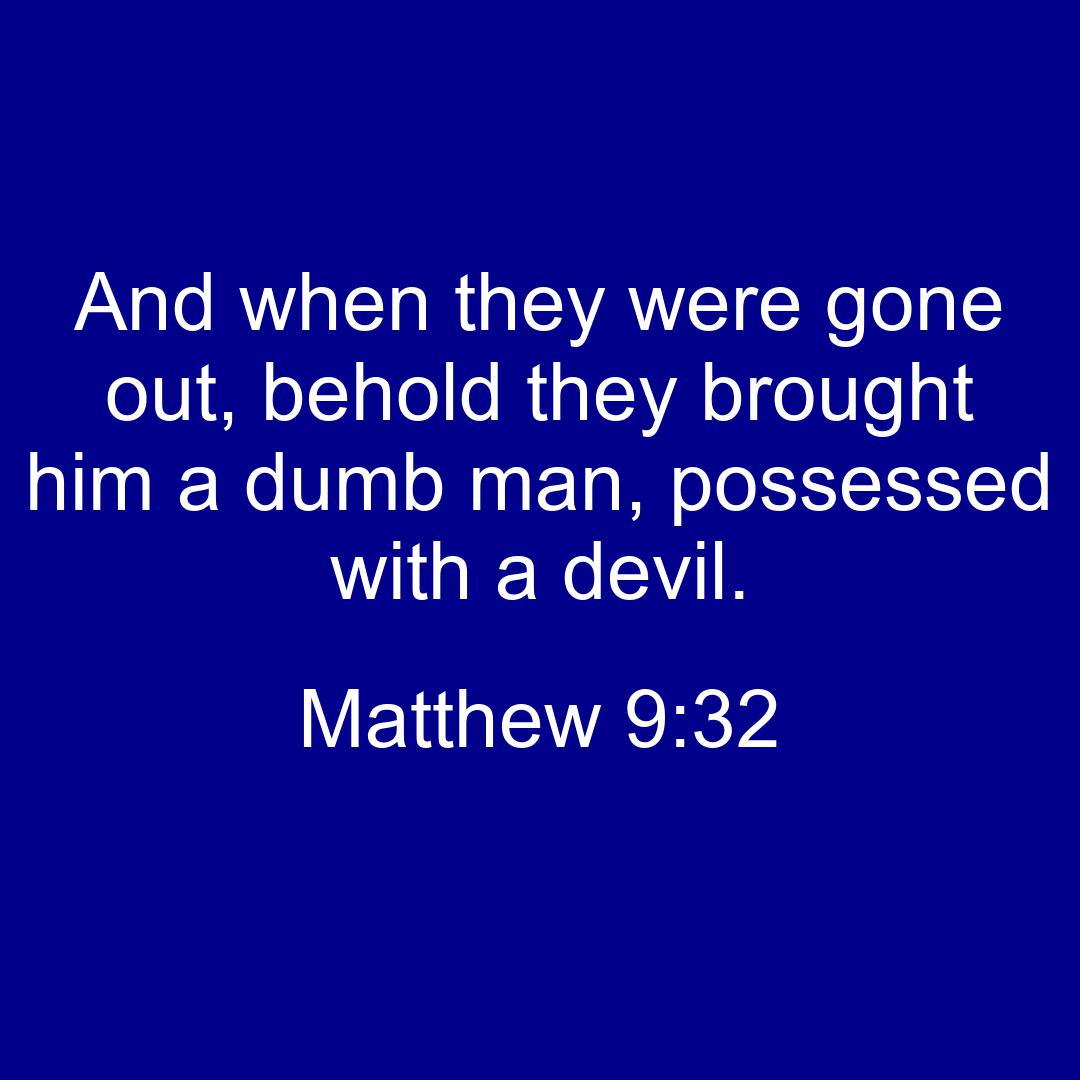 And when they were gone
out, behold they brought
him a dumb man, possessed
with a devil.
Matthew 9:32